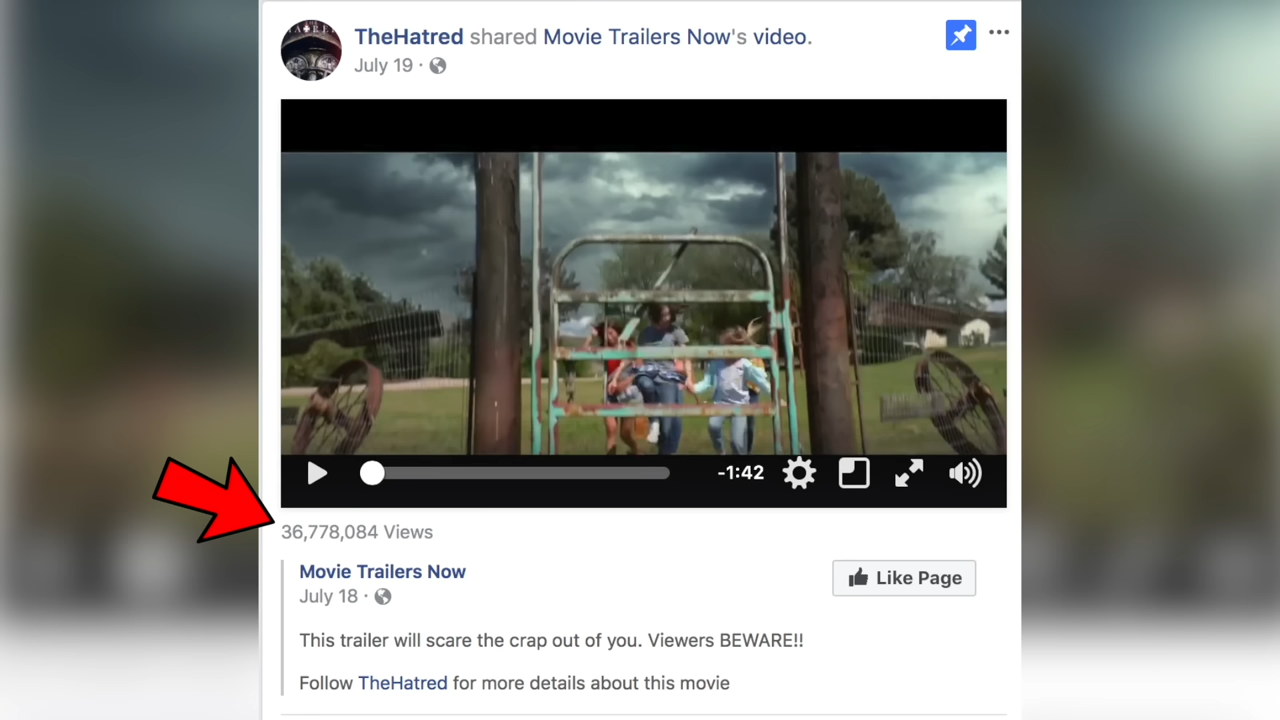 TheHatred shared Movie Trailers Now's video.
July 19 ·
-1:42
36,778,084 Views
Movie Trailers Now
Like Page
July 18 ·
This trailer will scare the crap out of you. Viewers BEWARE!!
Follow TheHatred for more details about this movie